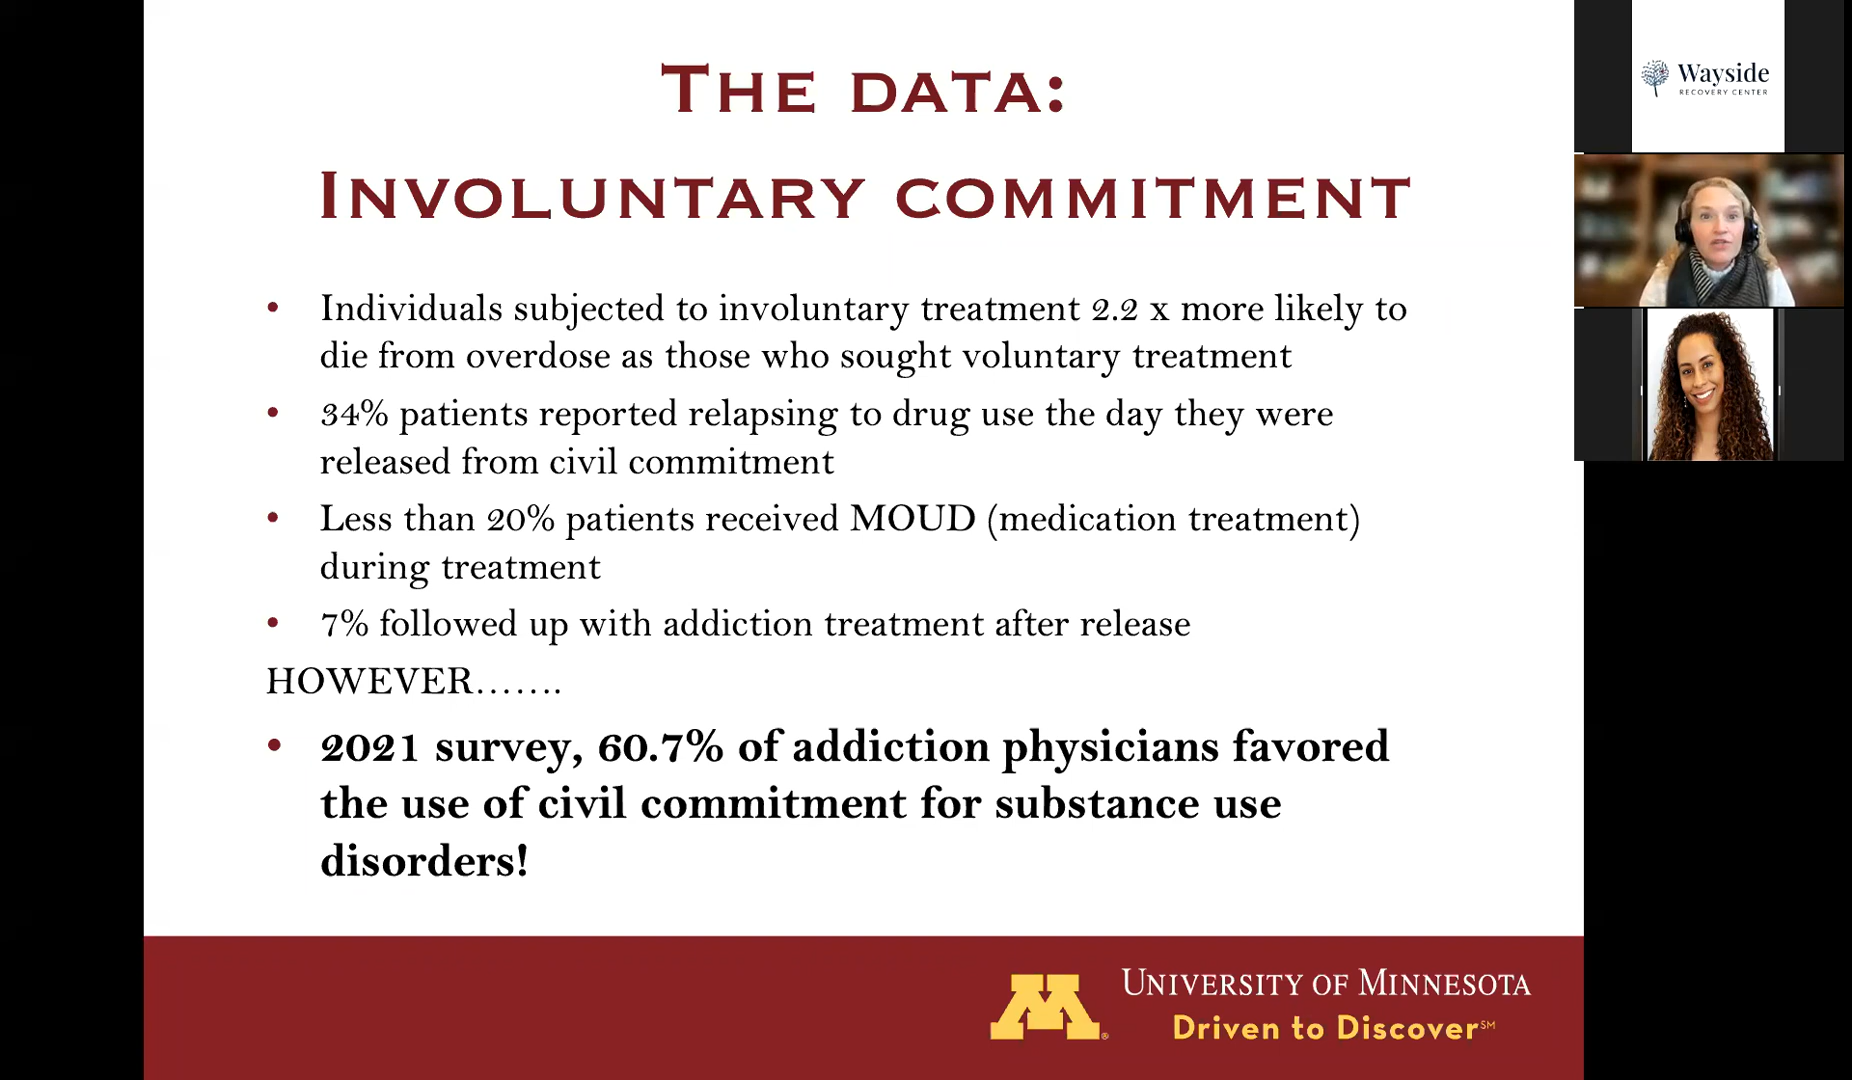 THE DATA:
INVOLUNTARY COMMITMENT
• Individuals subjected to involuntary treatment 2.2 x more likely to
die from overdose as those who sought voluntary treatment
• 34% patients reported relapsing to drug use the day they were
released from civil commitment
• Less than 20% patients received MOUD (medication treatment)
during treatment
• 7% followed up with addiction treatment after release
HOWEVER.......
• 2021 survey, 60.7% of addiction physicians favored
the use of civil commitment for substance use
disorders!
M®
UNIVERSITY OF MINNESOTA
Driven to Discover℠
Wayside
RECOVERY CENTER